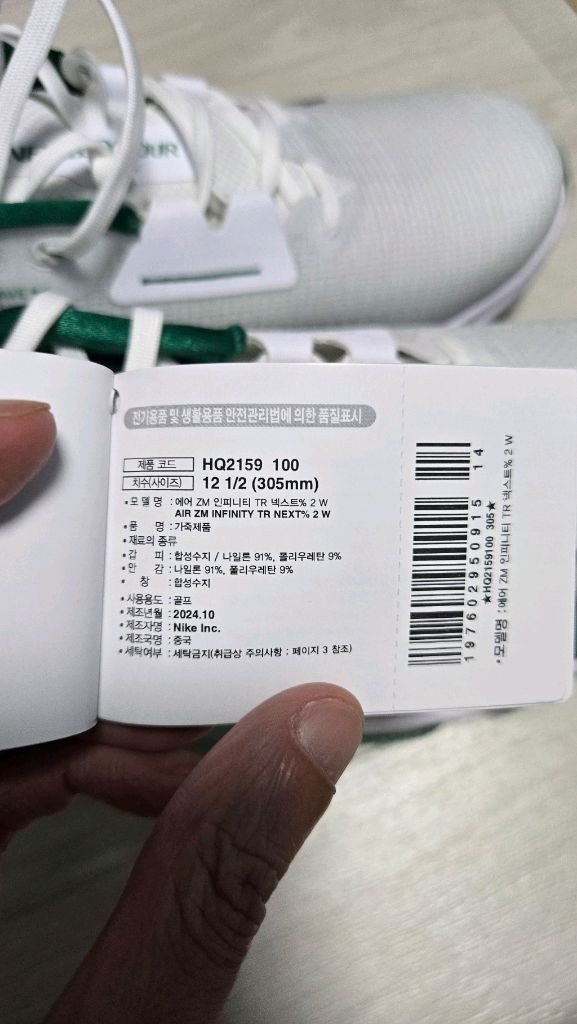 전기용품 및 생활용품 안전관리법에 의한 품질표시
제품 코드 HQ2159 100
치수(사이즈) 12 1/2 (305mm)
• 모 델 명 : 에어 ZM 인피니티 TR 넥스트% 2 W
AIR ZM INFINITY TR NEXT% 2 W
• 품 명 : 가죽제품
• 재료의 종류
• 갑 피 : 합성수지 / 나일론 91%, 폴리우레탄 9%
• 안 감 : 나일론 91%, 폴리우레탄 9%
• 창 : 합성수지
• 사용용도 : 골프
• 제조년월 : 2024.10
• 제조자명 : Nike Inc.
• 제조국명 : 중국
• 세탁여부 : 세탁금지(취급상 주의사항 : 페이지 3 참조)
197602950915 14
★HQ2159100 305★
• 모델명 : 에어 ZM 인피니티 TR 넥스트% 2 W